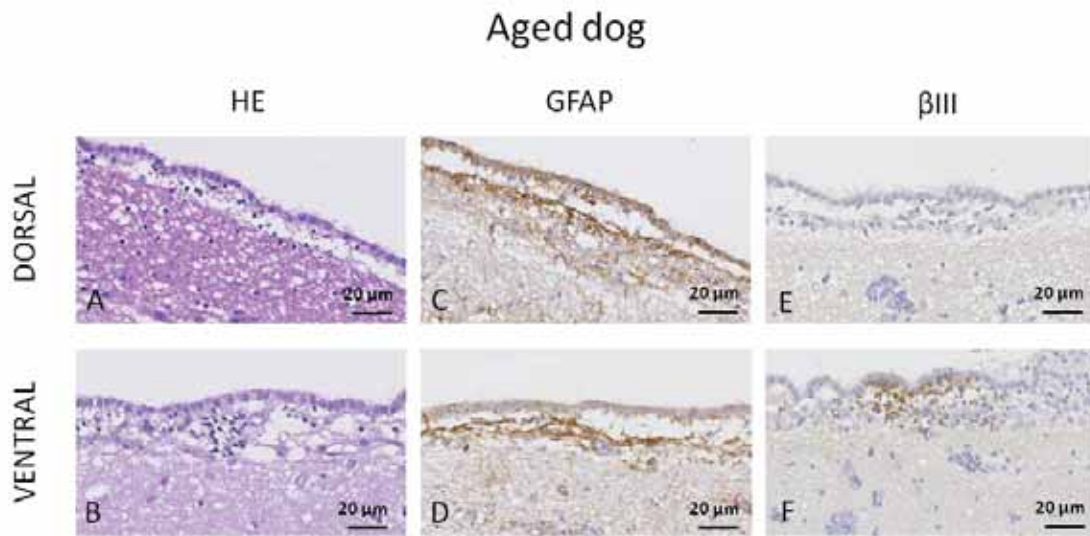 Aged dog
HE GFAP βIII
DORSAL
A 20 µm C 20 µm E 20 µm
VENTRAL
B 20 µm D 20 µm F 20 µm